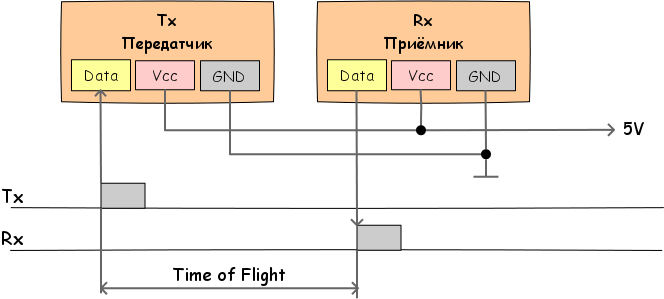 Tx
Передатчик
Data Vcc GND
Rx
Приёмник
Data Vcc GND
5V
Tx
Rx
Time of Flight